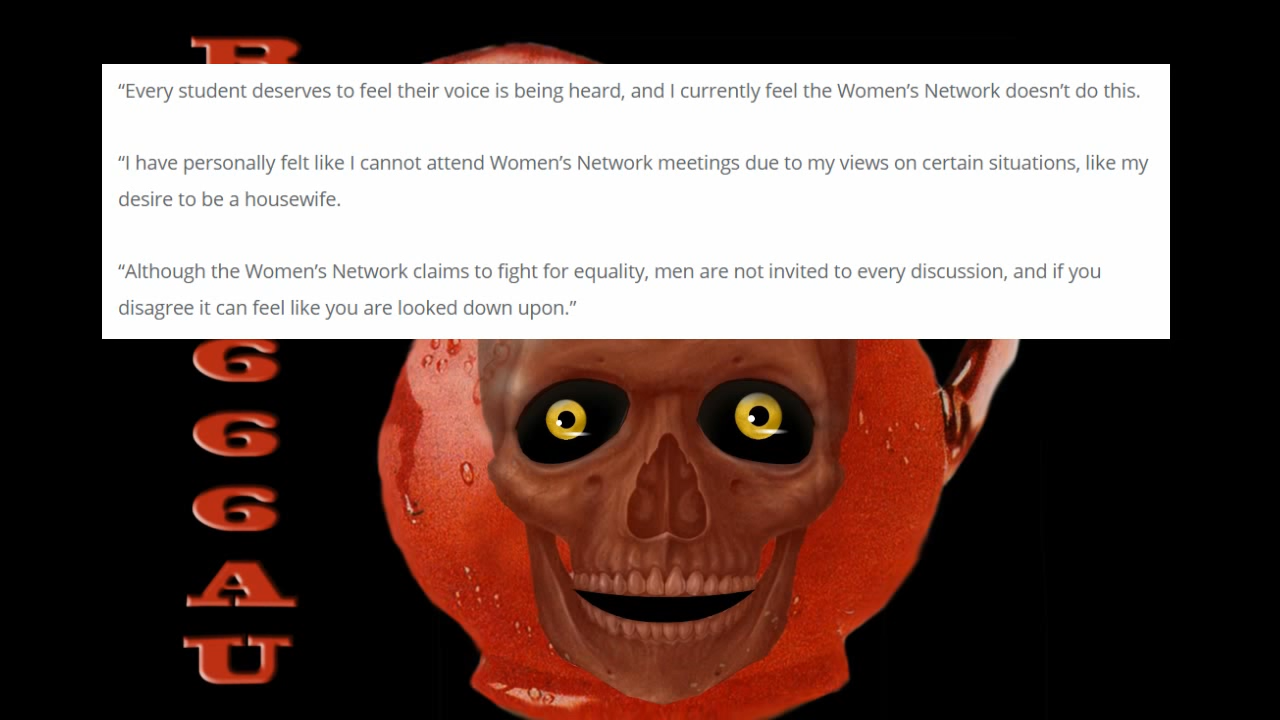 “Every student deserves to feel their voice is being heard, and I currently feel the Women’s Network doesn’t do this.
“I have personally felt like I cannot attend Women’s Network meetings due to my views on certain situations, like my
desire to be a housewife.
“Although the Women’s Network claims to fight for equality, men are not invited to every discussion, and if you
disagree it can feel like you are looked down upon.”
6
6
6
A
U